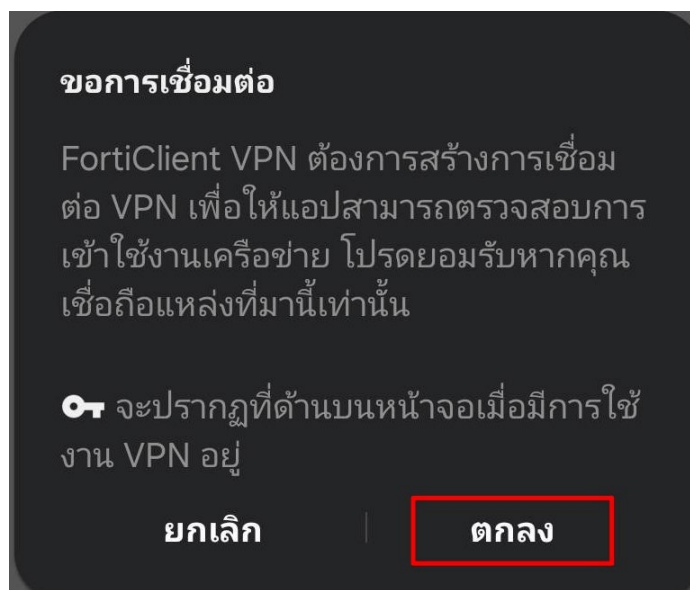 ขอการเชื่อมต่อ
FortiClient VPN ต้องการสร้างการเชื่อม
ต่อ VPN เพื่อให้แอปสามารถตรวจสอบการ
เข้าใช้งานเครือข่าย โปรดยอมรับหากคุณ
เชื่อถือแหล่งที่มานี้เท่านั้น
จะปรากฏที่ด้านบนหน้าจอเมื่อมีการใช้
งาน VPN อยู่
ยกเลิก
ตกลง